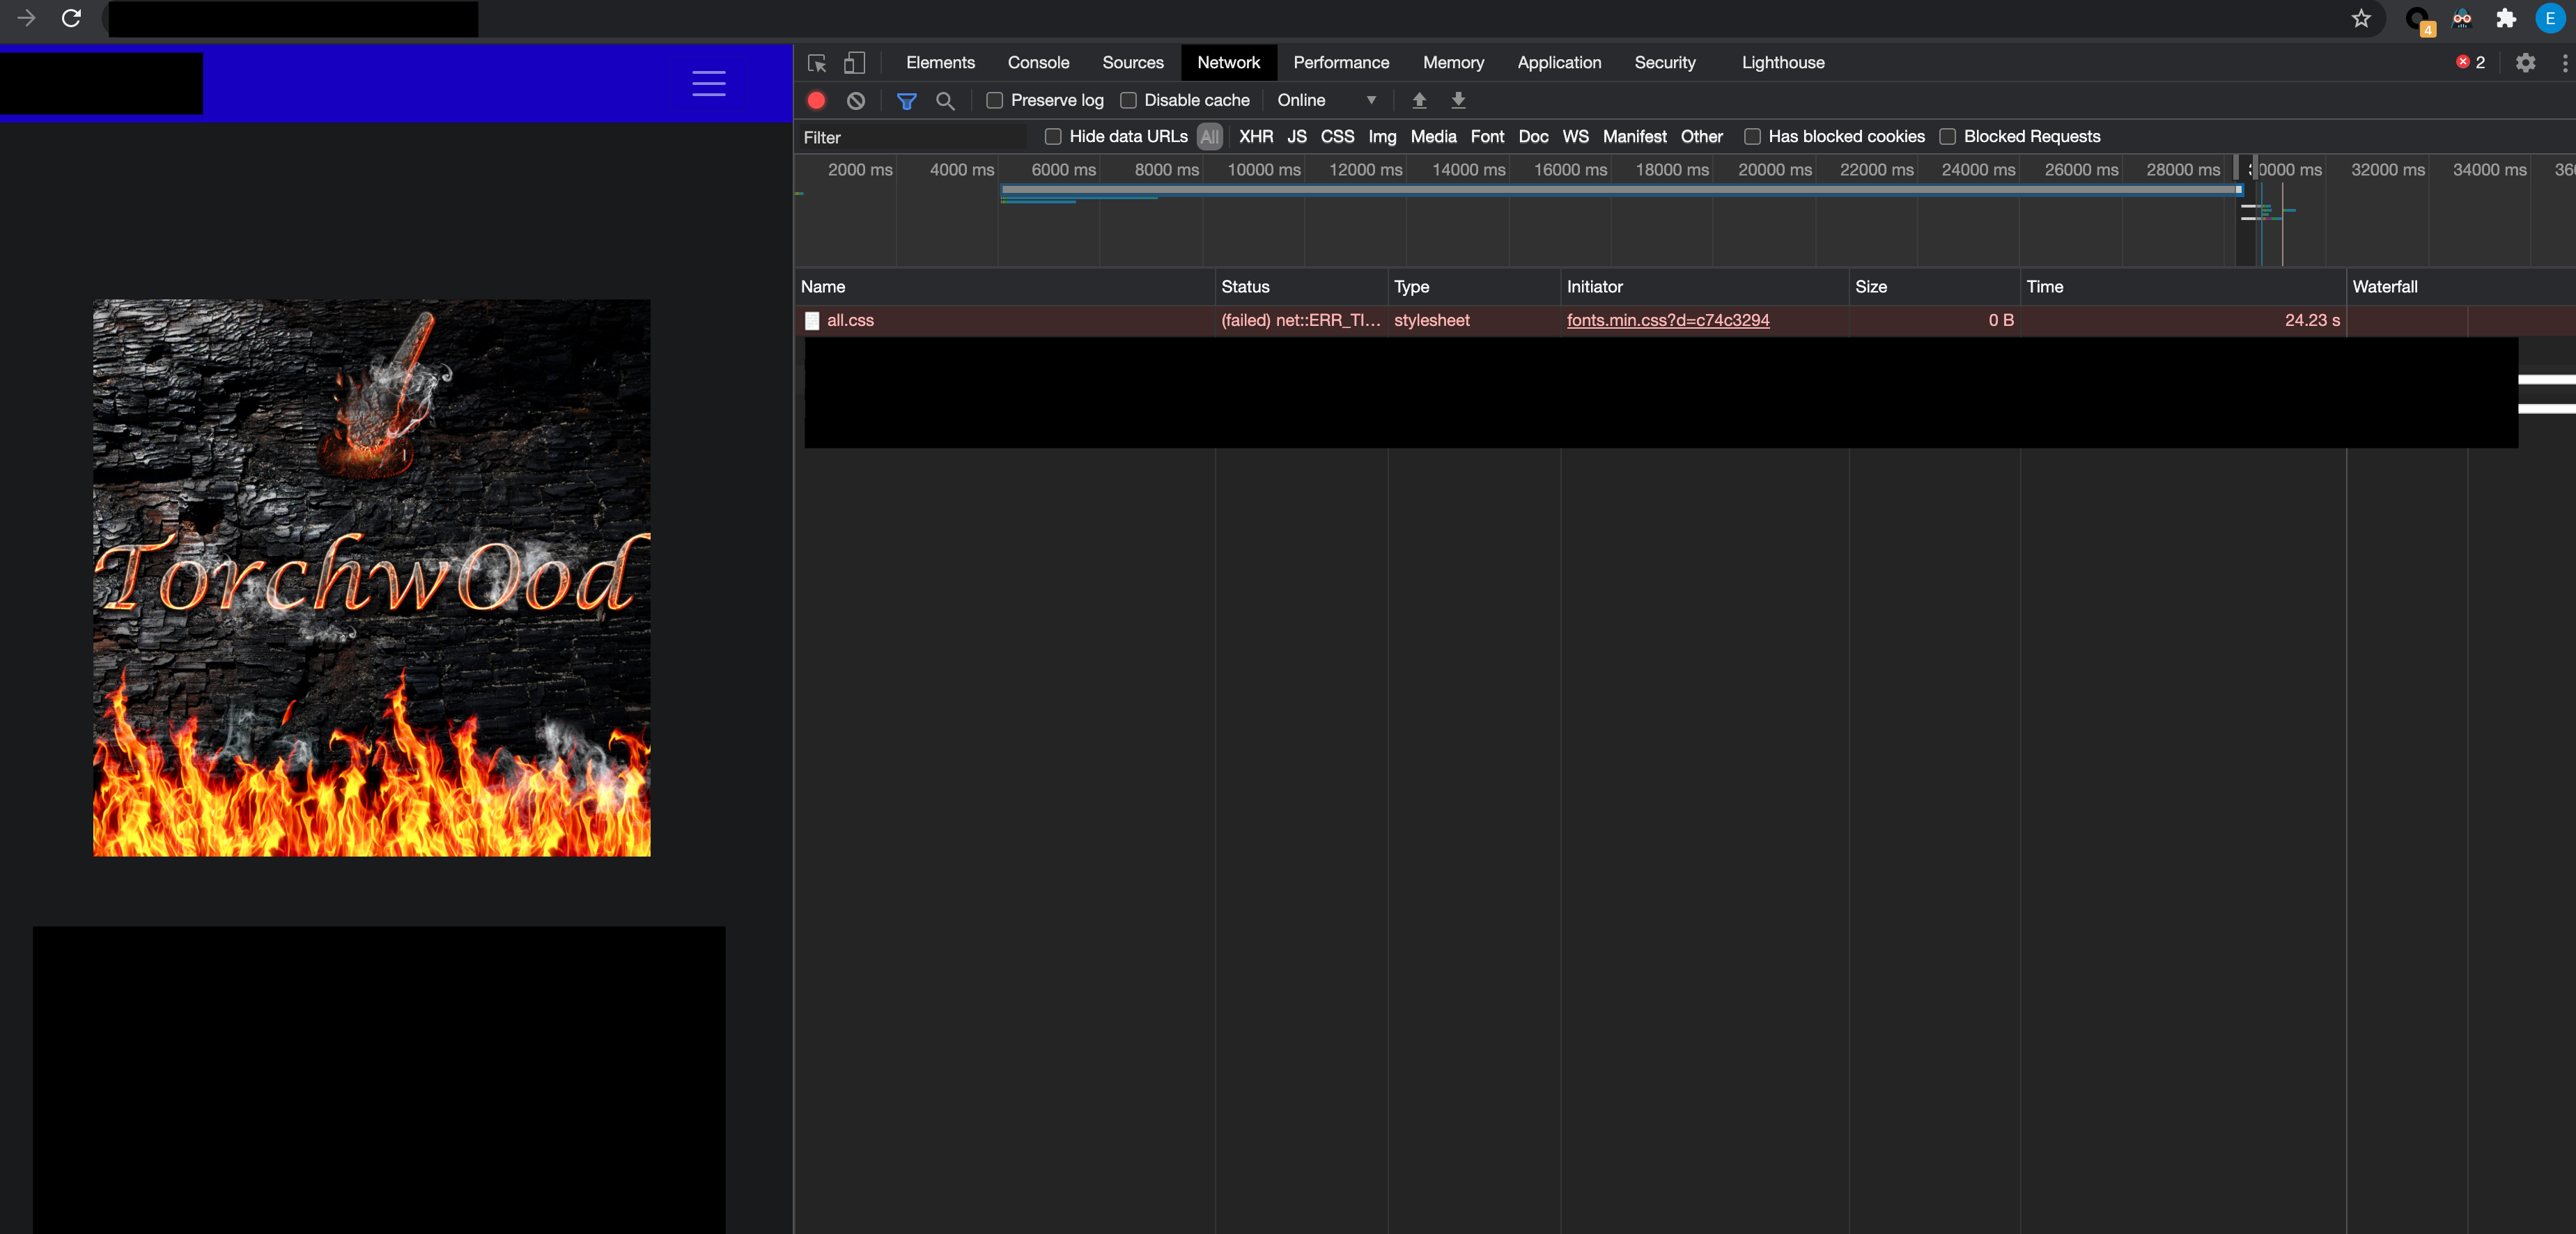 E
4
Elements Console Sources Network Performance Memory Application Security Lighthouse 2
Preserve log Disable cache Online
Filter Hide data URLs All XHR JS CSS Img Media Font Doc WS Manifest Other Has blocked cookies Blocked Requests
2000 ms 4000 ms 6000 ms 8000 ms 10000 ms 12000 ms 14000 ms 16000 ms 18000 ms 20000 ms 22000 ms 24000 ms 26000 ms 28000 ms 0000 ms 32000 ms 34000 ms 36
Name Status Type Initiator Size Time Waterfall
all.css (failed) net::ERR_TI... stylesheet fonts.min.css?d=c74c3294 0 B 24.23 s
TorchwOod